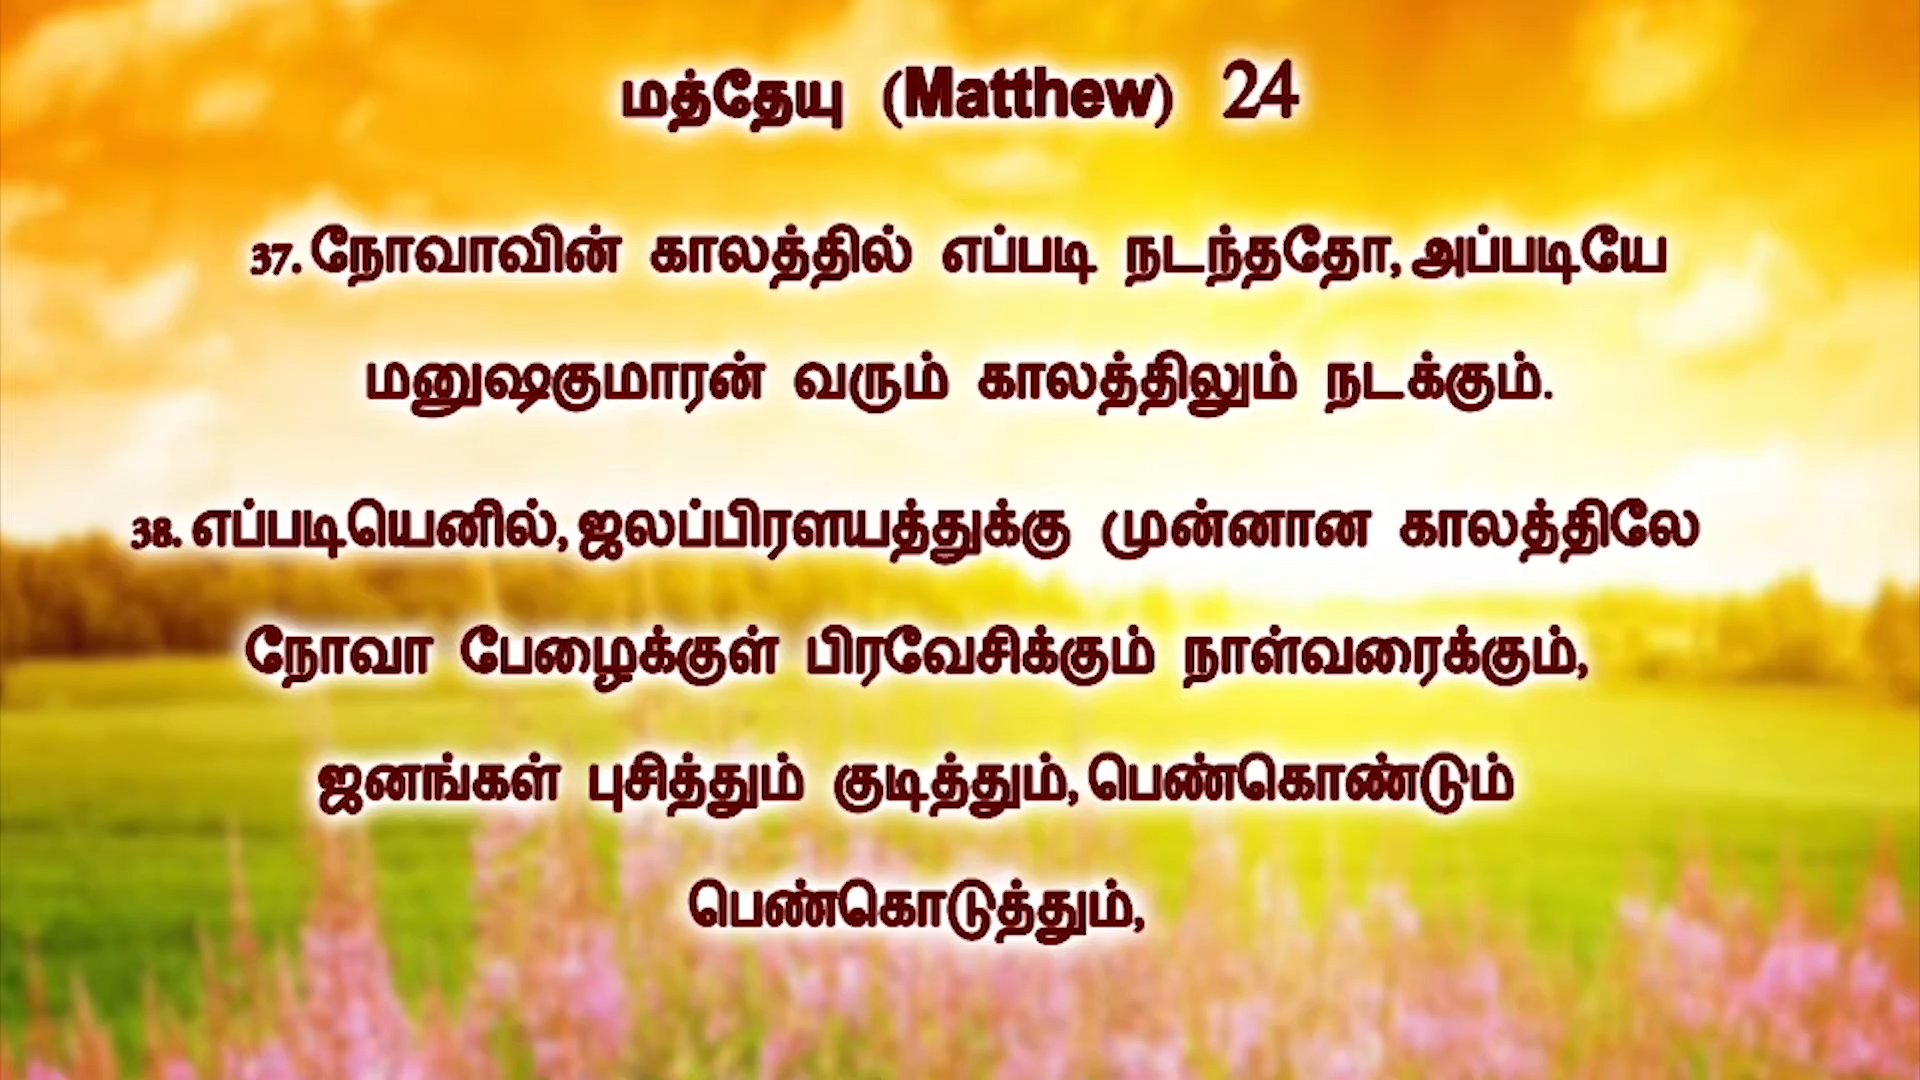 மத்தேயு (Matthew) 24
37. நோவாவின் காலத்தில் எப்படி நடந்ததோ, அப்படியே
மனுஷகுமாரன் வரும் காலத்திலும் நடக்கும்.
38. எப்படியெனில், ஜலப்பிரளயத்துக்கு முன்னான காலத்திலே
நோவா பேழைக்குள் பிரவேசிக்கும் நாள்வரைக்கும்,
ஜனங்கள் புசித்தும் குடித்தும், பெண்கொண்டும்
பெண்கொடுத்தும்,